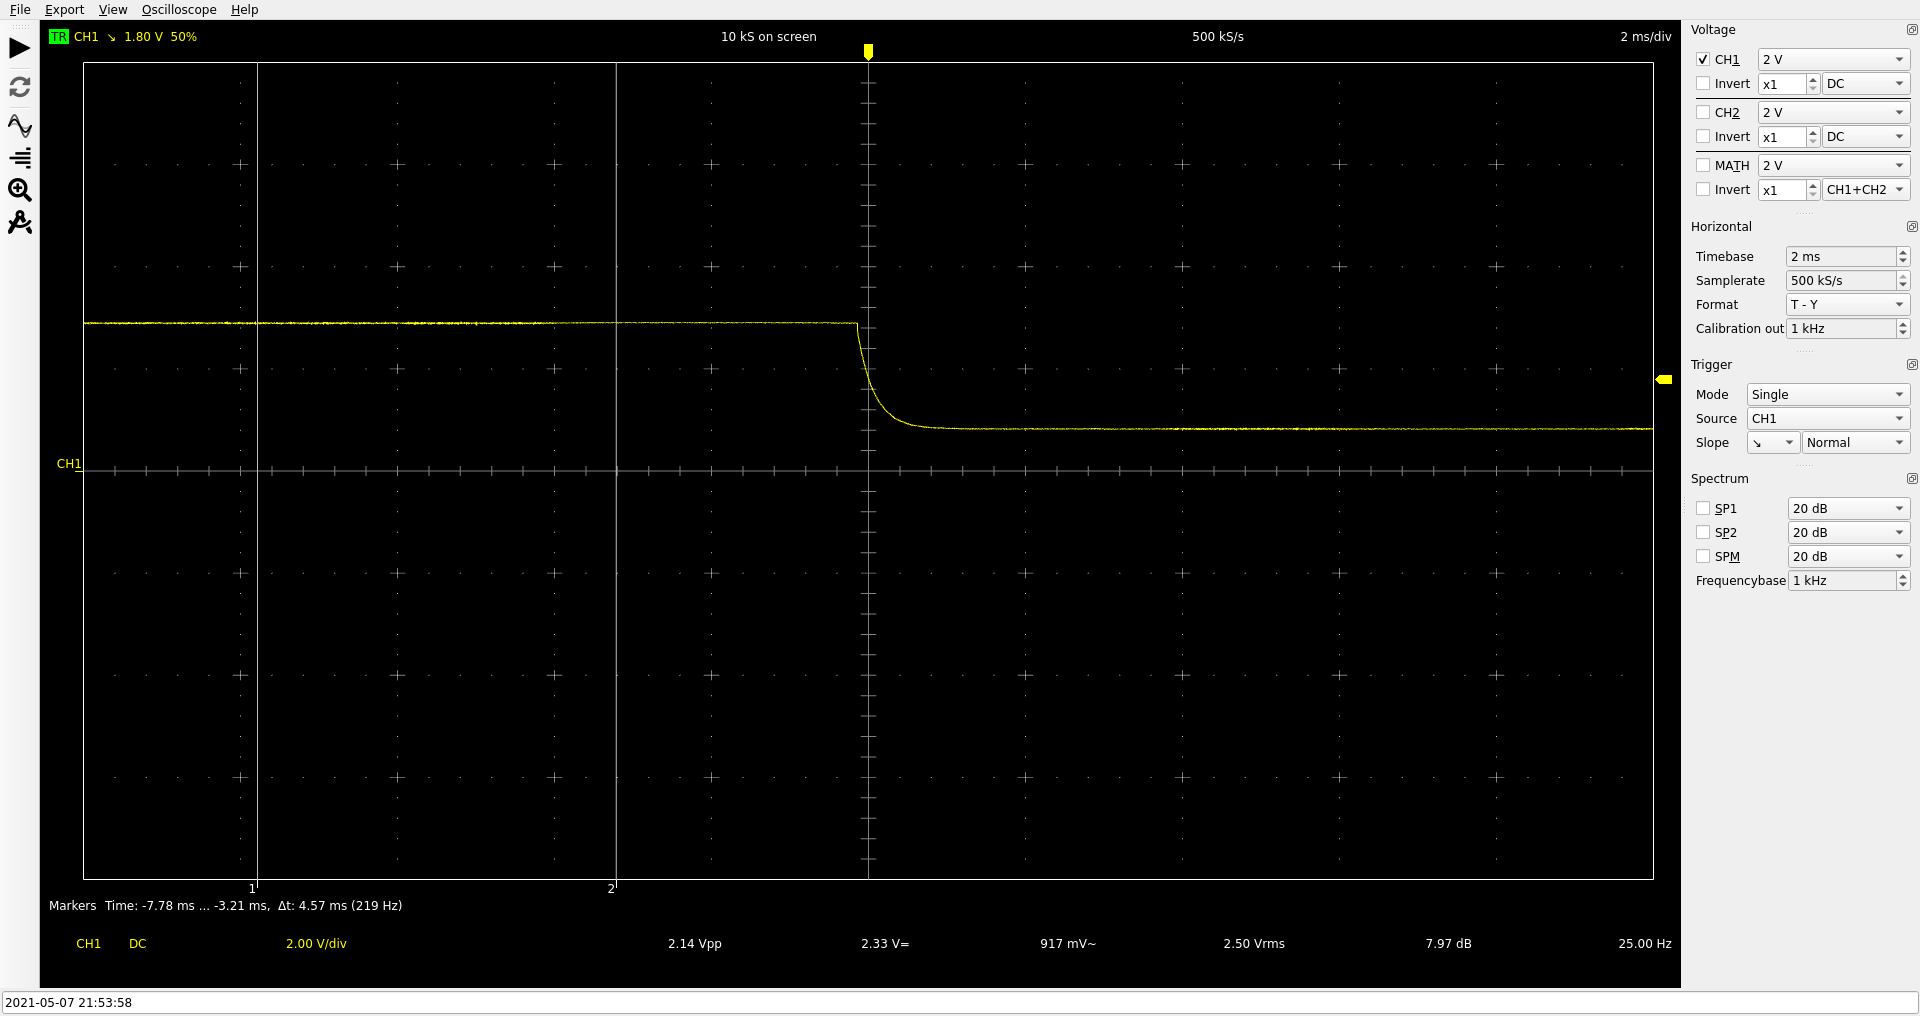 File Export View Oscilloscope Help
TR CH1 ↘ 1.80 V 50% 10 kS on screen 500 kS/s 2 ms/div
CH1
1 2
Markers Time: -7.78 ms ... -3.21 ms, Δt: 4.57 ms (219 Hz)
CH1 DC 2.00 V/div 2.14 Vpp 2.33 V= 917 mV~ 2.50 Vrms 7.97 dB 25.00 Hz
Voltage
CH1 2 V
Invert x1 DC
CH2 2 V
Invert x1 DC
MATH 2 V
Invert x1 CH1+CH2
Horizontal
Timebase 2 ms
Samplerate 500 kS/s
Format T - Y
Calibration out 1 kHz
Trigger
Mode Single
Source CH1
Slope ↘ Normal
Spectrum
SP1 20 dB
SP2 20 dB
SPM 20 dB
Frequencybase 1 kHz
2021-05-07 21:53:58